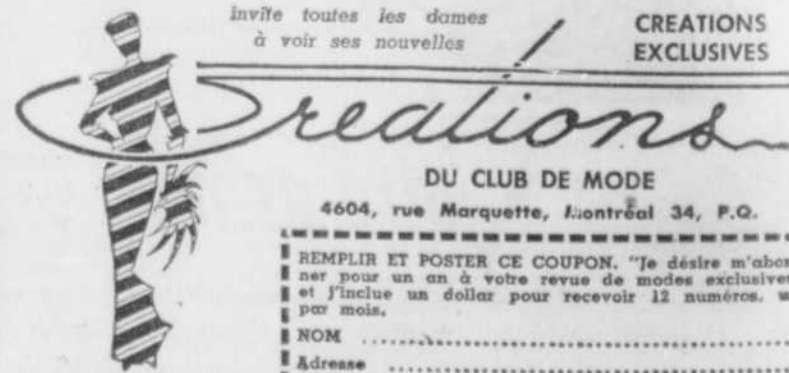 invite toutes les dames
à voir ses nouvelles
CREATIONS
EXCLUSIVES
Créations
DU CLUB DE MODE
4604, rue Marquette, Montréal 34, P.Q.
REMPLIR ET POSTER CE COUPON. "Je désire m'abon
ner pour un an à votre revue de modes exclusives
et j'inclue un dollar pour recevoir 12 numéros,
par mois.
NOM ..........
Adresse ..........